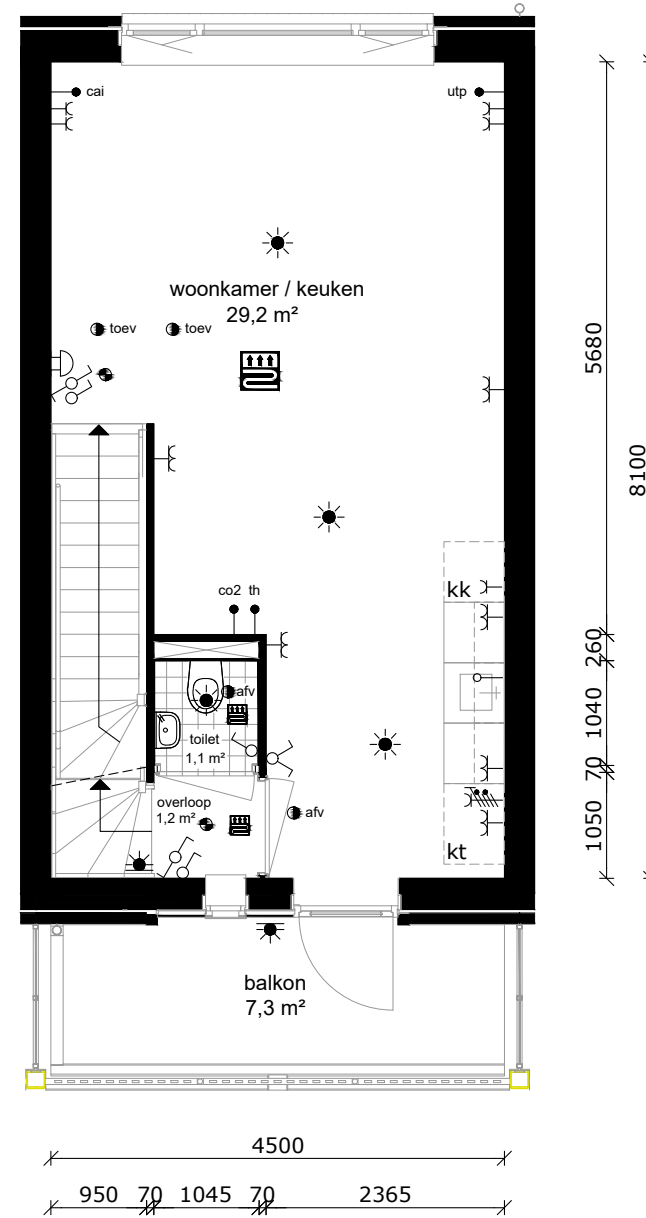 cai
utp
woonkamer / keuken
29,2 m²
toev
toev
5680
8100
kk
co2 th
260
afv
toilet
1,1 m²
1040
70
overloop
1,2 m²
afv
1050
kt
balkon
7,3 m²
4500
950 70 1045 70 2365